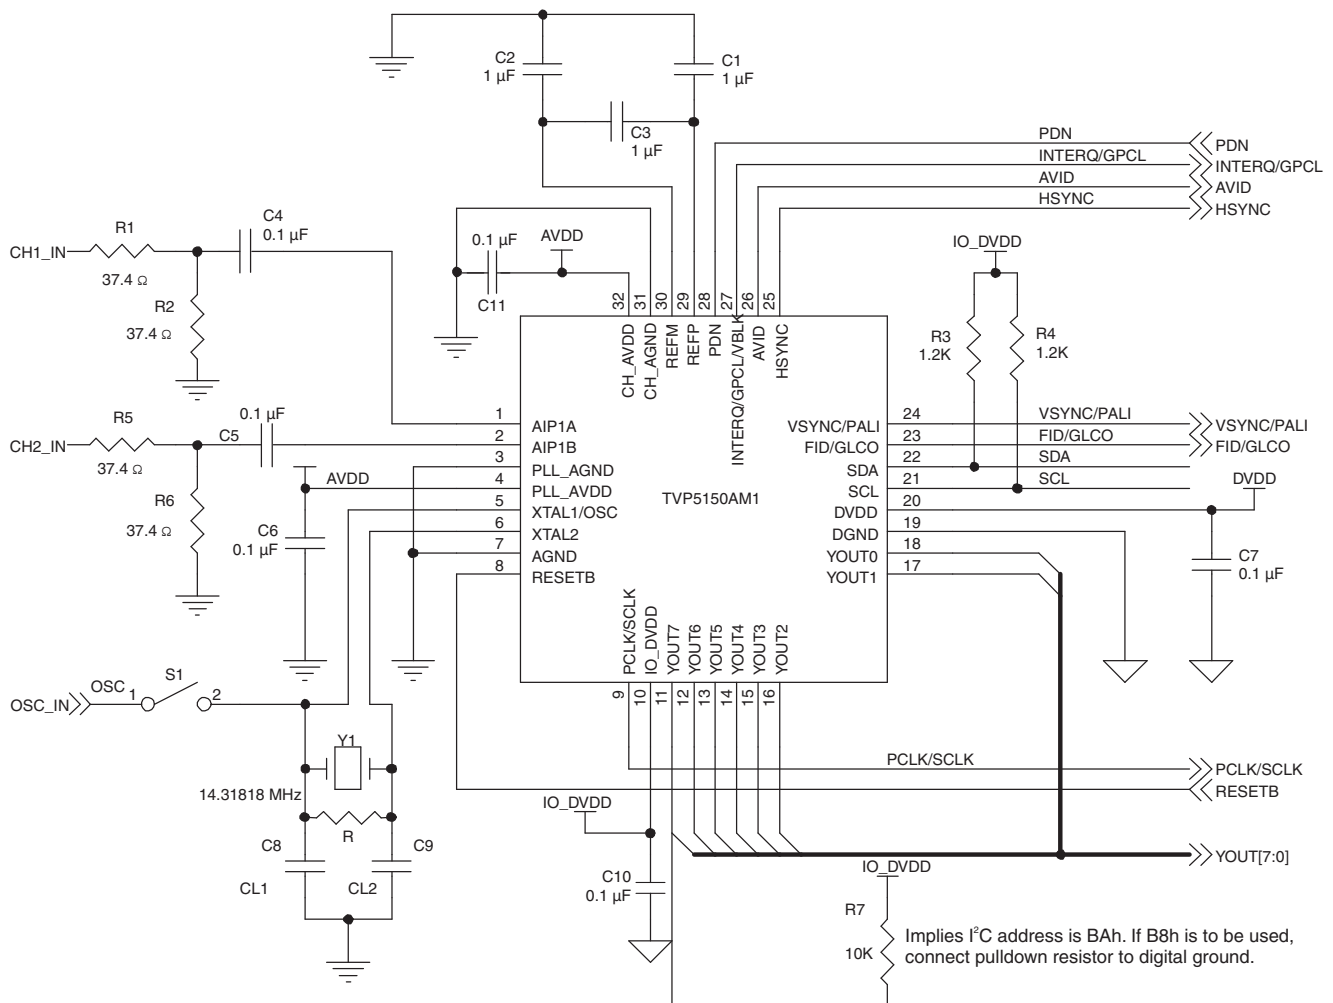 C2
1 µF
C1
1 µF
C3
1 µF
PDN
PDN
INTERQ/GPCL
INTERQ/GPCL
AVID
AVID
HSYNC
HSYNC
C4
0.1 µF
R1
CH1_IN
37.4 Ω
R2
37.4 Ω
0.1 µF
AVDD
C11
IO_DVDD
R3
1.2K
R4
1.2K
32
31
30
29
28
27
26
25
CH_AVDD
CH_AGND
REFM
REFP
PDN
INTERQ/GPCL/VBLK
AVID
HSYNC
0.1 µF
R5
C5
CH2_IN
37.4 Ω
R6
37.4 Ω
AVDD
C6
0.1 µF
1
AIP1A
2
AIP1B
3
PLL_AGND
4
PLL_AVDD
5
XTAL1/OSC
6
XTAL2
7
AGND
8
RESETB
TVP5150AM1
VSYNC/PALI
24
VSYNC/PALI
VSYNC/PALI
FID/GLCO
23
FID/GLCO
FID/GLCO
SDA
22
SDA
SCL
21
SCL
DVDD
20
DVDD
DGND
19
YOUT0
18
YOUT1
17
C7
0.1 µF
PCLK/SCLK
IO_DVDD
YOUT7
YOUT6
YOUT5
YOUT4
YOUT3
YOUT2
9
10
11
12
13
14
15
16
OSC_IN
OSC
1
S1
2
Y1
14.31818 MHz
R
C8
CL1
C9
CL2
PCLK/SCLK
PCLK/SCLK
RESETB
IO_DVDD
C10
0.1 µF
YOUT[7:0]
IO_DVDD
R7
10K
Implies I²C address is BAh. If B8h is to be used,
connect pulldown resistor to digital ground.